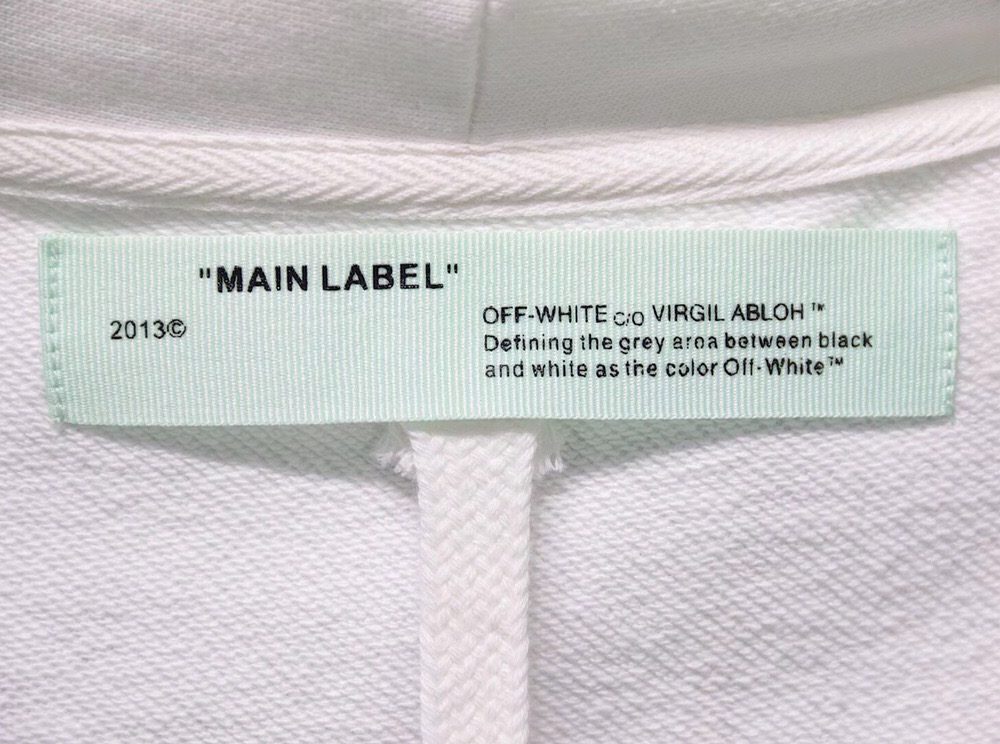 "MAIN LABEL"
2013©
OFF-WHITE c/o VIRGIL ABLOH ™
Defining the grey area between black
and white as the color Off-White™